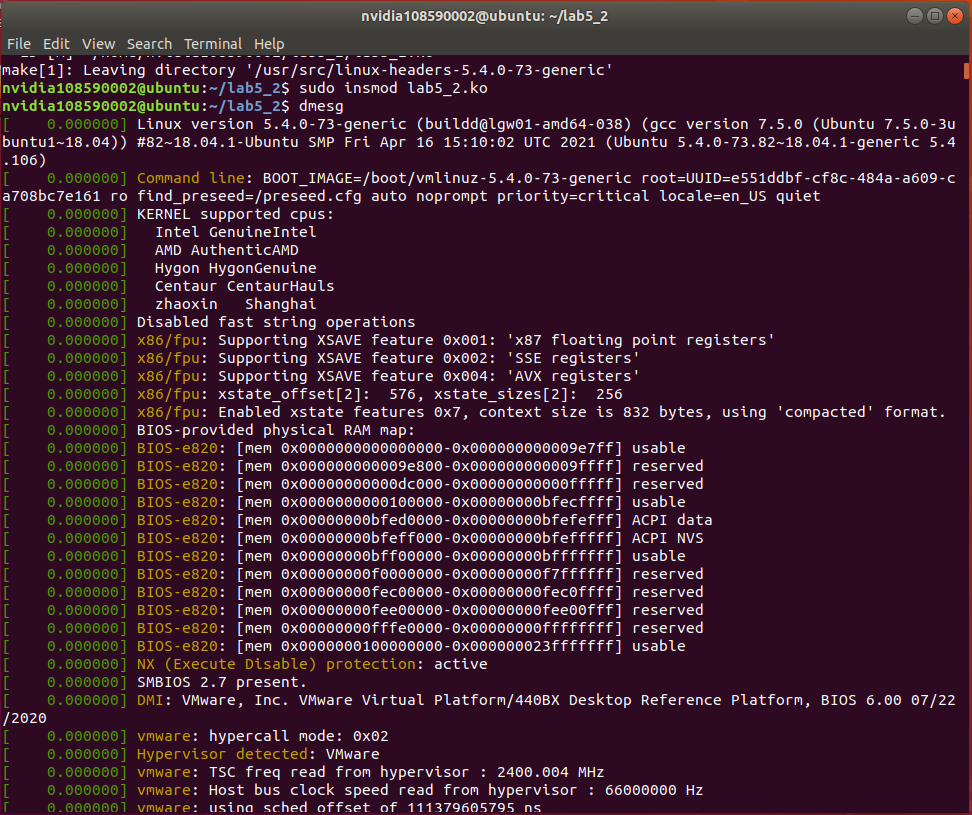 nvidia108590002@ubuntu: ~/lab5_2
File Edit View Search Terminal Help
make[1]: Leaving directory '/usr/src/linux-headers-5.4.0-73-generic'
nvidia108590002@ubuntu:~/lab5_2$ sudo insmod lab5_2.ko
nvidia108590002@ubuntu:~/lab5_2$ dmesg
[    0.000000] Linux version 5.4.0-73-generic (buildd@lgw01-amd64-038) (gcc version 7.5.0 (Ubuntu 7.5.0-3u
buntu1~18.04)) #82~18.04.1-Ubuntu SMP Fri Apr 16 15:10:02 UTC 2021 (Ubuntu 5.4.0-73.82~18.04.1-generic 5.4
.106)
[    0.000000] Command line: BOOT_IMAGE=/boot/vmlinuz-5.4.0-73-generic root=UUID=e551ddbf-cf8c-484a-a609-c
a708bc7e161 ro find_preseed=/preseed.cfg auto noprompt priority=critical locale=en_US quiet
[    0.000000] KERNEL supported cpus:
[    0.000000]   Intel GenuineIntel
[    0.000000]   AMD AuthenticAMD
[    0.000000]   Hygon HygonGenuine
[    0.000000]   Centaur CentaurHauls
[    0.000000]   zhaoxin   Shanghai
[    0.000000] Disabled fast string operations
[    0.000000] x86/fpu: Supporting XSAVE feature 0x001: 'x87 floating point registers'
[    0.000000] x86/fpu: Supporting XSAVE feature 0x002: 'SSE registers'
[    0.000000] x86/fpu: Supporting XSAVE feature 0x004: 'AVX registers'
[    0.000000] x86/fpu: xstate_offset[2]:  576, xstate_sizes[2]:  256
[    0.000000] x86/fpu: Enabled xstate features 0x7, context size is 832 bytes, using 'compacted' format.
[    0.000000] BIOS-provided physical RAM map:
[    0.000000] BIOS-e820: [mem 0x0000000000000000-0x000000000009e7ff] usable
[    0.000000] BIOS-e820: [mem 0x000000000009e800-0x000000000009ffff] reserved
[    0.000000] BIOS-e820: [mem 0x00000000000dc000-0x00000000000fffff] reserved
[    0.000000] BIOS-e820: [mem 0x0000000000100000-0x00000000bfecffff] usable
[    0.000000] BIOS-e820: [mem 0x00000000bfed0000-0x00000000bfefefff] ACPI data
[    0.000000] BIOS-e820: [mem 0x00000000bfeff000-0x00000000bfefffff] ACPI NVS
[    0.000000] BIOS-e820: [mem 0x00000000bff00000-0x00000000bfffffff] usable
[    0.000000] BIOS-e820: [mem 0x00000000f0000000-0x00000000f7ffffff] reserved
[    0.000000] BIOS-e820: [mem 0x00000000fec00000-0x00000000fec0ffff] reserved
[    0.000000] BIOS-e820: [mem 0x00000000fee00000-0x00000000fee00fff] reserved
[    0.000000] BIOS-e820: [mem 0x00000000fffe0000-0x00000000ffffffff] reserved
[    0.000000] BIOS-e820: [mem 0x0000000100000000-0x000000023fffffff] usable
[    0.000000] NX (Execute Disable) protection: active
[    0.000000] SMBIOS 2.7 present.
[    0.000000] DMI: VMware, Inc. VMware Virtual Platform/440BX Desktop Reference Platform, BIOS 6.00 07/22
/2020
[    0.000000] vmware: hypercall mode: 0x02
[    0.000000] Hypervisor detected: VMware
[    0.000000] vmware: TSC freq read from hypervisor : 2400.004 MHz
[    0.000000] vmware: Host bus clock speed read from hypervisor : 66000000 Hz
[    0.000000] vmware: using sched offset of 111379605795 ns